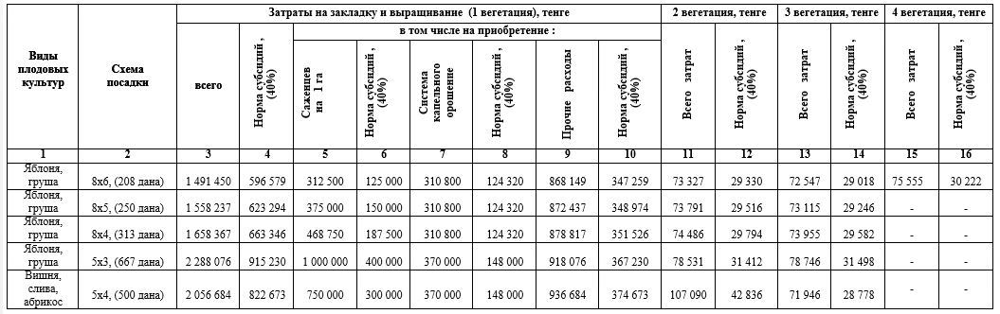 Виды плодовых культур | Схема посадки | Затраты на закладку и выращивание (1 вегетация), тенге | 2 вегетация, тенге | 3 вегетация, тенге | 4 вегетация, тенге
всего | Норма субсидий , (40%) | в том числе на приобретение : | Всего затрат | Норма субсидий , (40%) | Всего затрат | Норма субсидий , (40%) | Всего затрат | Норма субсидий , (40%)
Саженцев на 1 га | Норма субсидий , (40%) | Система капельного орошение | Норма субсидий , (40%) | Прочие расходы | Норма субсидий , (40%)
1 | 2 | 3 | 4 | 5 | 6 | 7 | 8 | 9 | 10 | 11 | 12 | 13 | 14 | 15 | 16
Яблоня, груша | 8х6, (208 дана) | 1 491 450 | 596 579 | 312 500 | 125 000 | 310 800 | 124 320 | 868 149 | 347 259 | 73 327 | 29 330 | 72 547 | 29 018 | 75 555 | 30 222
Яблоня, груша | 8х5, (250 дана) | 1 558 237 | 623 294 | 375 000 | 150 000 | 310 800 | 124 320 | 872 437 | 348 974 | 73 791 | 29 516 | 73 115 | 29 246 | - | -
Яблоня, груша | 8х4, (313 дана) | 1 658 367 | 663 346 | 468 750 | 187 500 | 310 800 | 124 320 | 878 817 | 351 526 | 74 486 | 29 794 | 73 955 | 29 582 | - | -
Яблоня, груша | 5х3, (667 дана) | 2 288 076 | 915 230 | 1 000 000 | 400 000 | 370 000 | 148 000 | 918 076 | 367 230 | 78 531 | 31 412 | 78 746 | 31 498 | - | -
Вишня, слива, абрикос | 5х4, (500 дана) | 2 056 684 | 822 673 | 750 000 | 300 000 | 370 000 | 148 000 | 936 684 | 374 673 | 107 090 | 42 836 | 71 946 | 28 778 | - | -